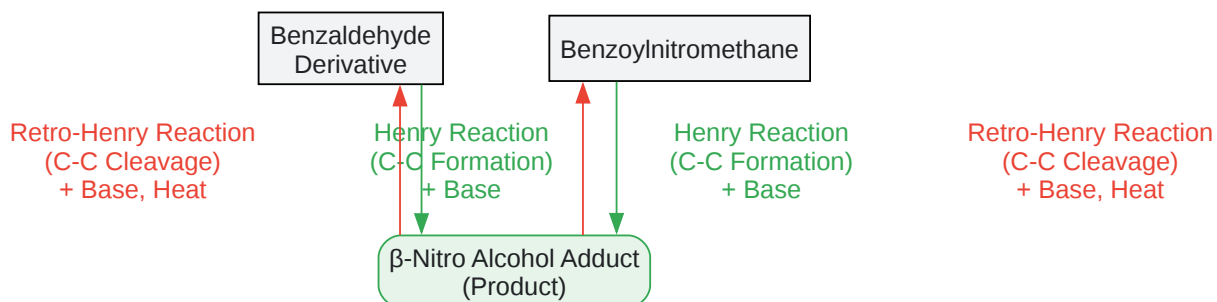 Benzaldehyde
Derivative
Benzoylnitromethane
Retro-Henry Reaction
(C-C Cleavage)
+ Base, Heat
Henry Reaction
(C-C Formation)
+ Base
Henry Reaction
(C-C Formation)
+ Base
Retro-Henry Reaction
(C-C Cleavage)
+ Base, Heat
β-Nitro Alcohol Adduct
(Product)